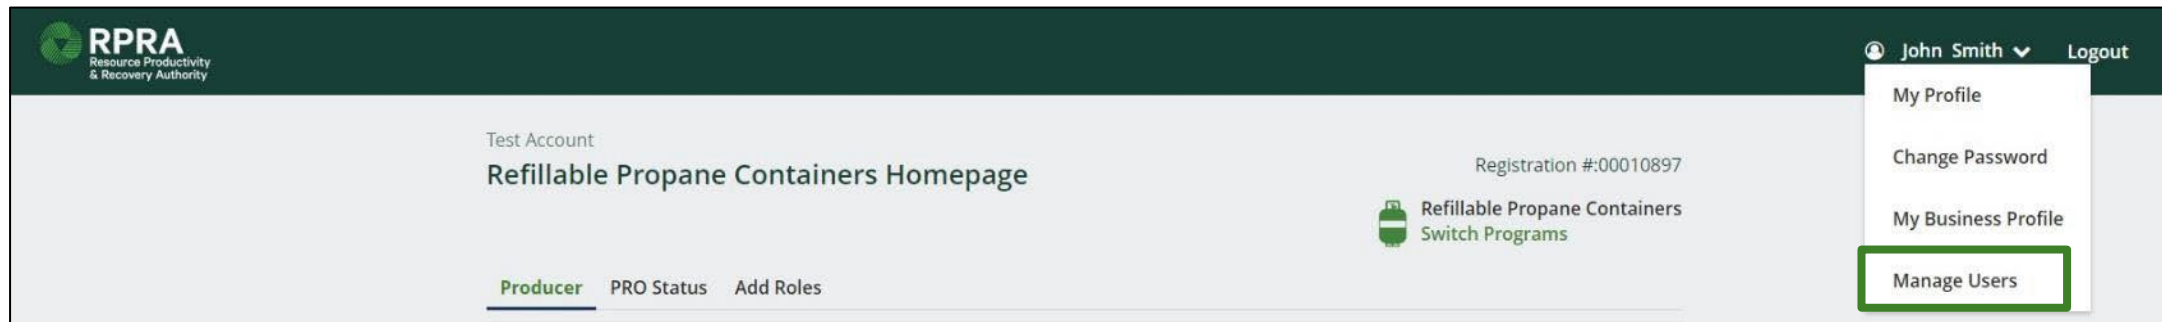 RPRA
Resource Productivity
& Recovery Authority
John Smith
Logout
My Profile
Change Password
My Business Profile
Manage Users
Test Account
Refillable Propane Containers Homepage
Registration #:00010897
Refillable Propane Containers
Switch Programs
Producer PRO Status Add Roles